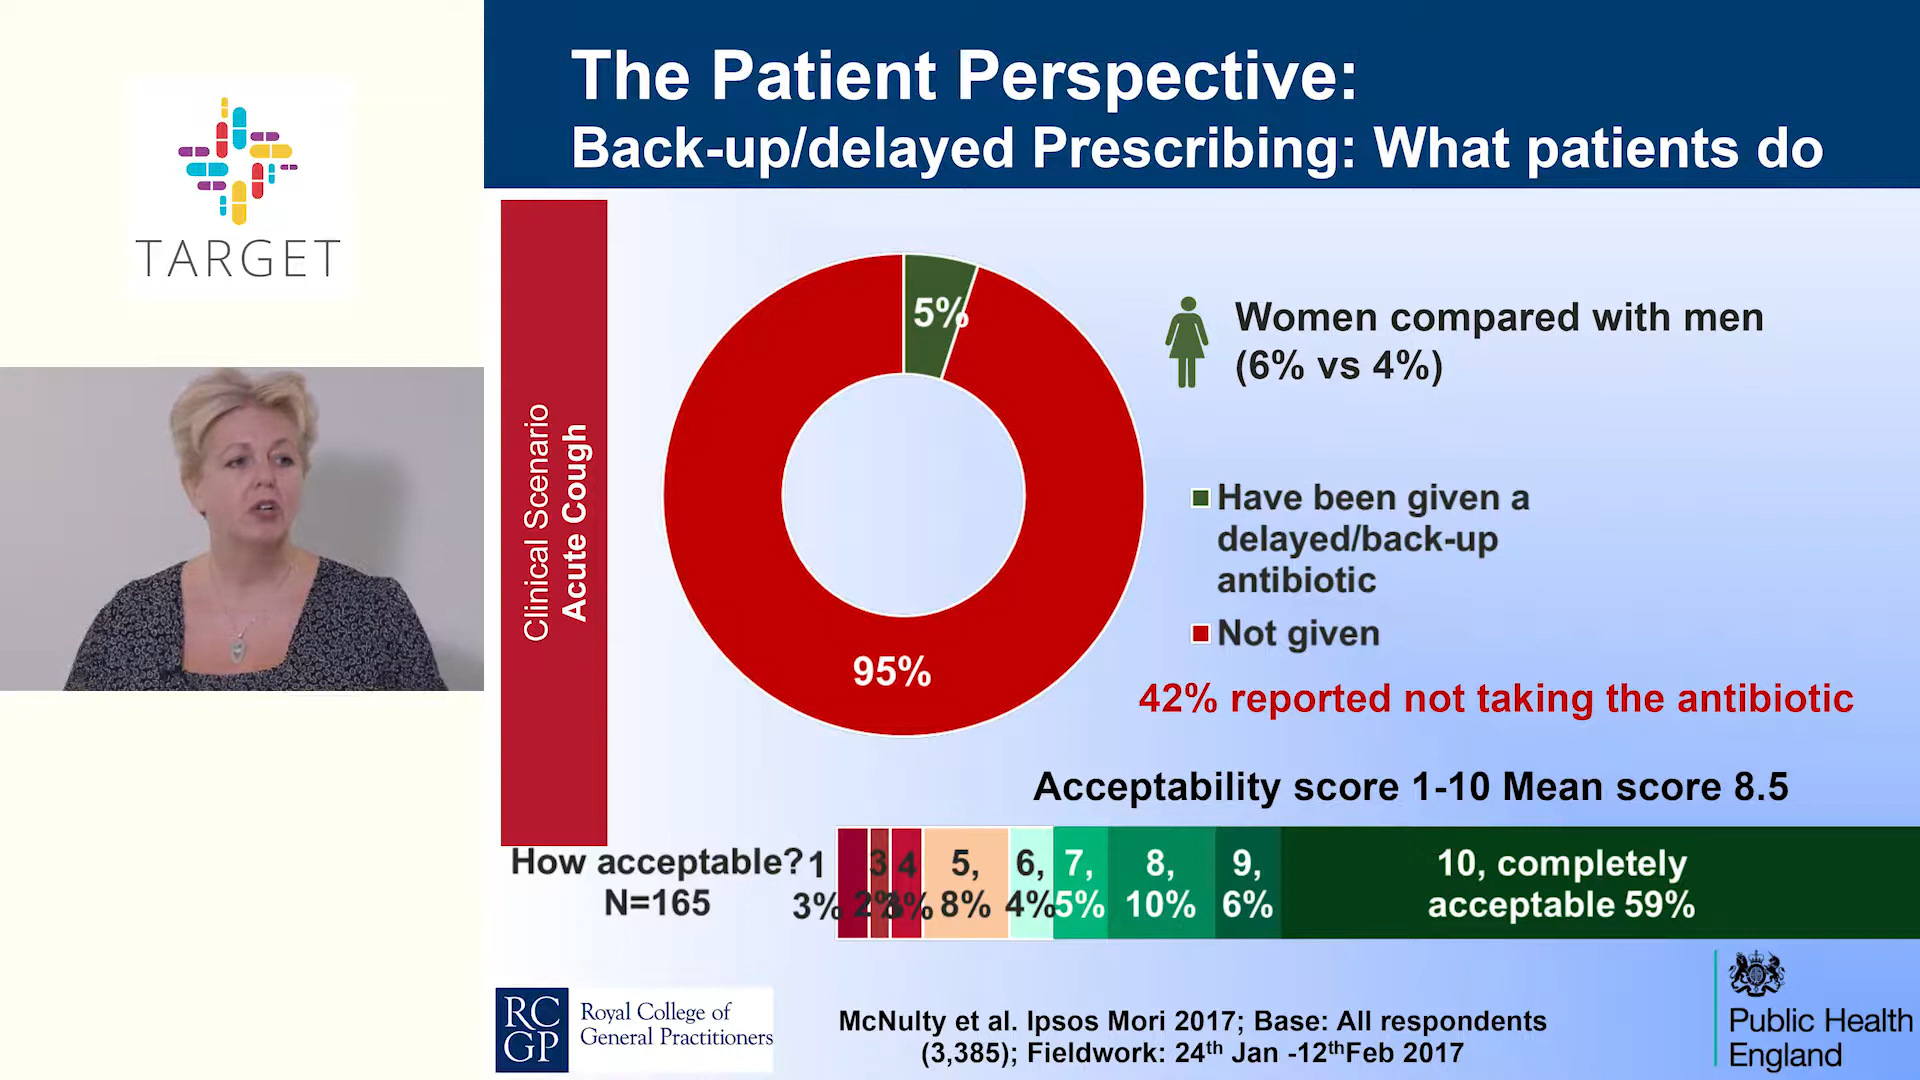 TARGET
The Patient Perspective:
Back-up/delayed Prescribing: What patients do
Clinical Scenario
Acute Cough
5%
95%
Women compared with men
(6% vs 4%)
Have been given a
delayed/back-up
antibiotic
Not given
42% reported not taking the antibiotic
Acceptability score 1-10 Mean score 8.5
How acceptable?
N=165
1
3%
3
2%
4
5,
8%
6,
4%
7,
5%
8,
10%
9,
6%
10, completely
acceptable 59%
RC
GP
Royal College of
General Practitioners
McNulty et al. Ipsos Mori 2017; Base: All respondents
(3,385); Fieldwork: 24th Jan -12thFeb 2017
Public Health
England